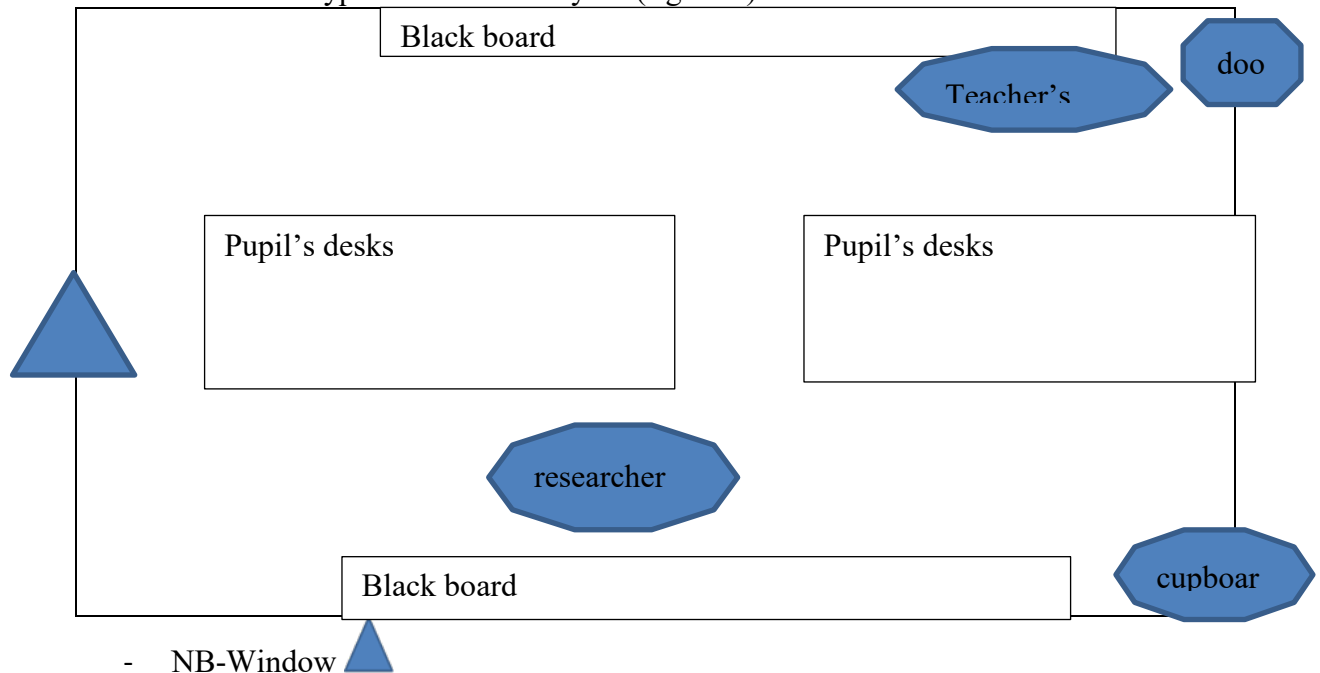 Black board
doo
Teacher's
Pupil's desks
Pupil's desks
researcher
Black board
cupboar
- NB-Window